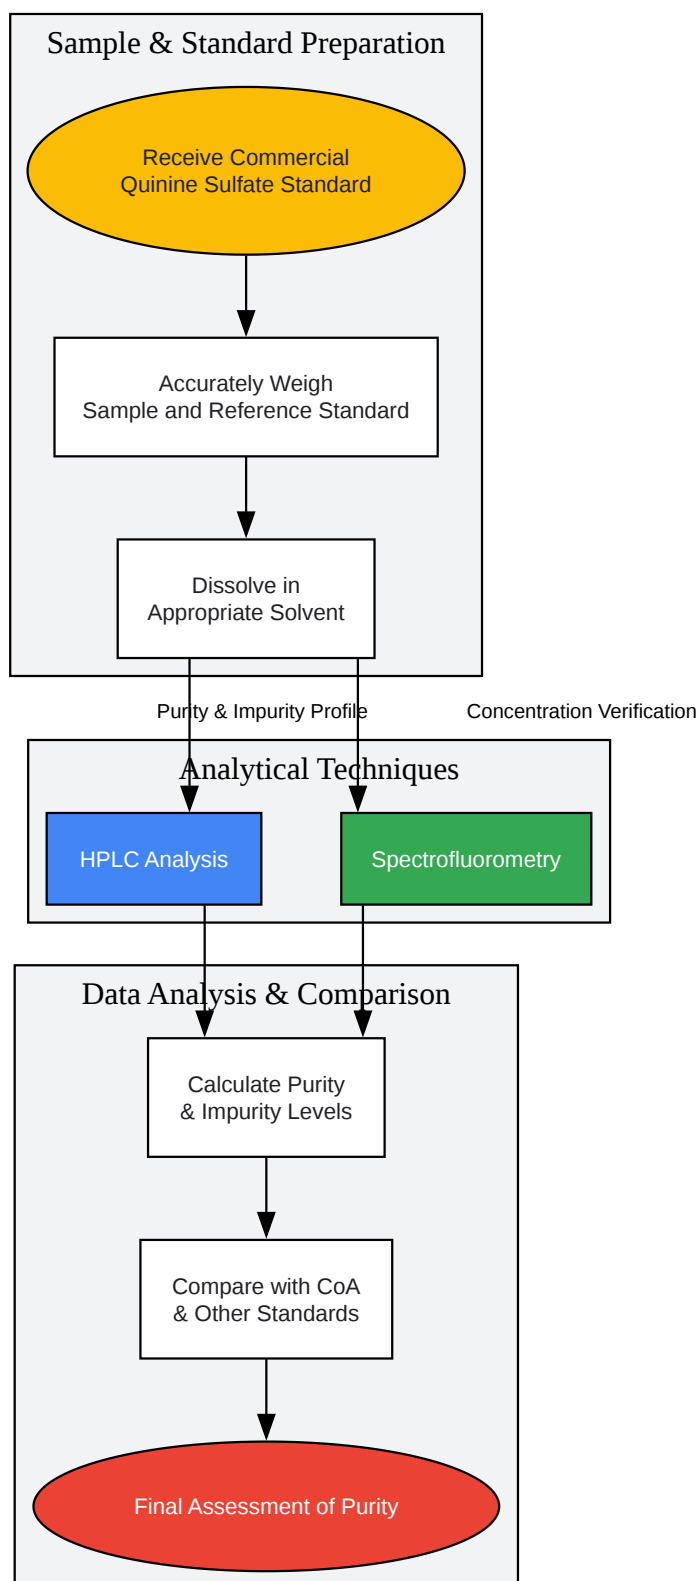 Sample & Standard Preparation
Receive Commercial
Quinine Sulfate Standard
Accurately Weigh
Sample and Reference Standard
Dissolve in
Appropriate Solvent
Purity & Impurity Profile
Concentration Verification
Analytical Techniques
HPLC Analysis
Spectrofluorometry
Data Analysis & Comparison
Calculate Purity
& Impurity Levels
Compare with CoA
& Other Standards
Final Assessment of Purity